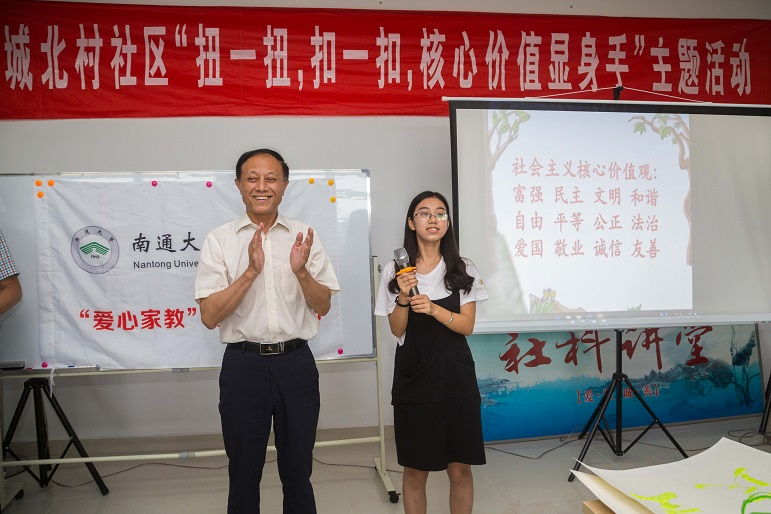 城北村社区“扭一扭,扣一扣,核心价值显身手”主题活动
南通大
Nantong Univer
“爱心家教”
1912
社会主义核心价值观:
富强 民主 文明 和谐
自由 平等 公正 法治
爱国 敬业 诚信 友善
社科讲堂